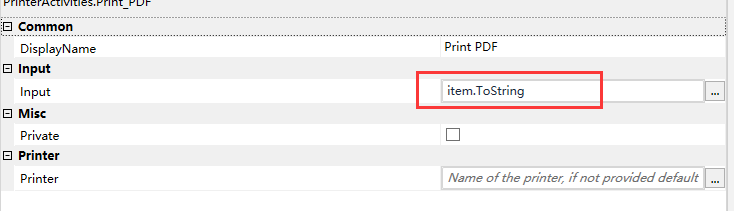 PrinterActivities.Print_PDF
Common
DisplayName Print PDF
Input
Input item.ToString ...
Misc
Private
Printer
Printer Name of the printer, if not provided default ...